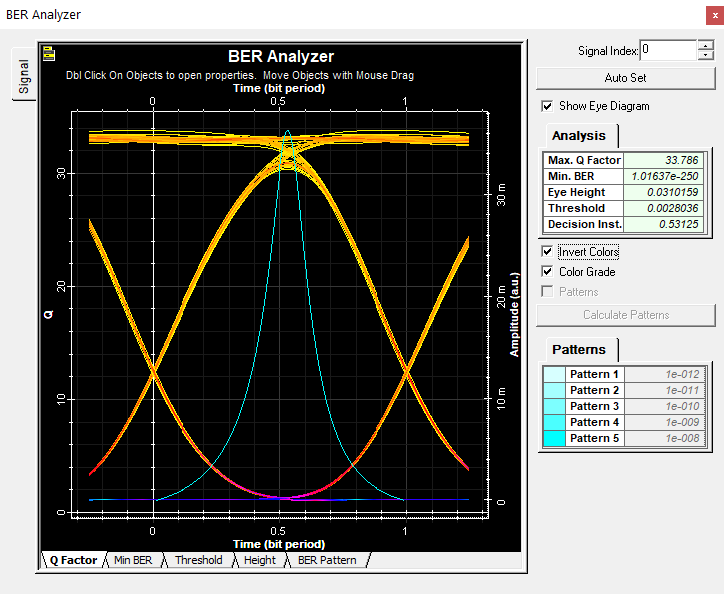 BER Analyzer
x
Signal
BER Analyzer
Dbl Click On Objects to open properties. Move Objects with Mouse Drag
Time (bit period)
0 0.5 1
Q
30
20
10
0
Amplitude (a.u.)
30 m
20 m
10 m
0
0 0.5 1
Time (bit period)
Q Factor Min BER Threshold Height BER Pattern
Signal Index: 0
Auto Set
Show Eye Diagram
Analysis
Max. Q Factor 33.786
Min. BER 1.01637e-250
Eye Height 0.0310159
Threshold 0.0028036
Decision Inst. 0.53125
Invert Colors
Color Grade
Patterns
Calculate Patterns
Patterns
Pattern 1 1e-012
Pattern 2 1e-011
Pattern 3 1e-010
Pattern 4 1e-009
Pattern 5 1e-008